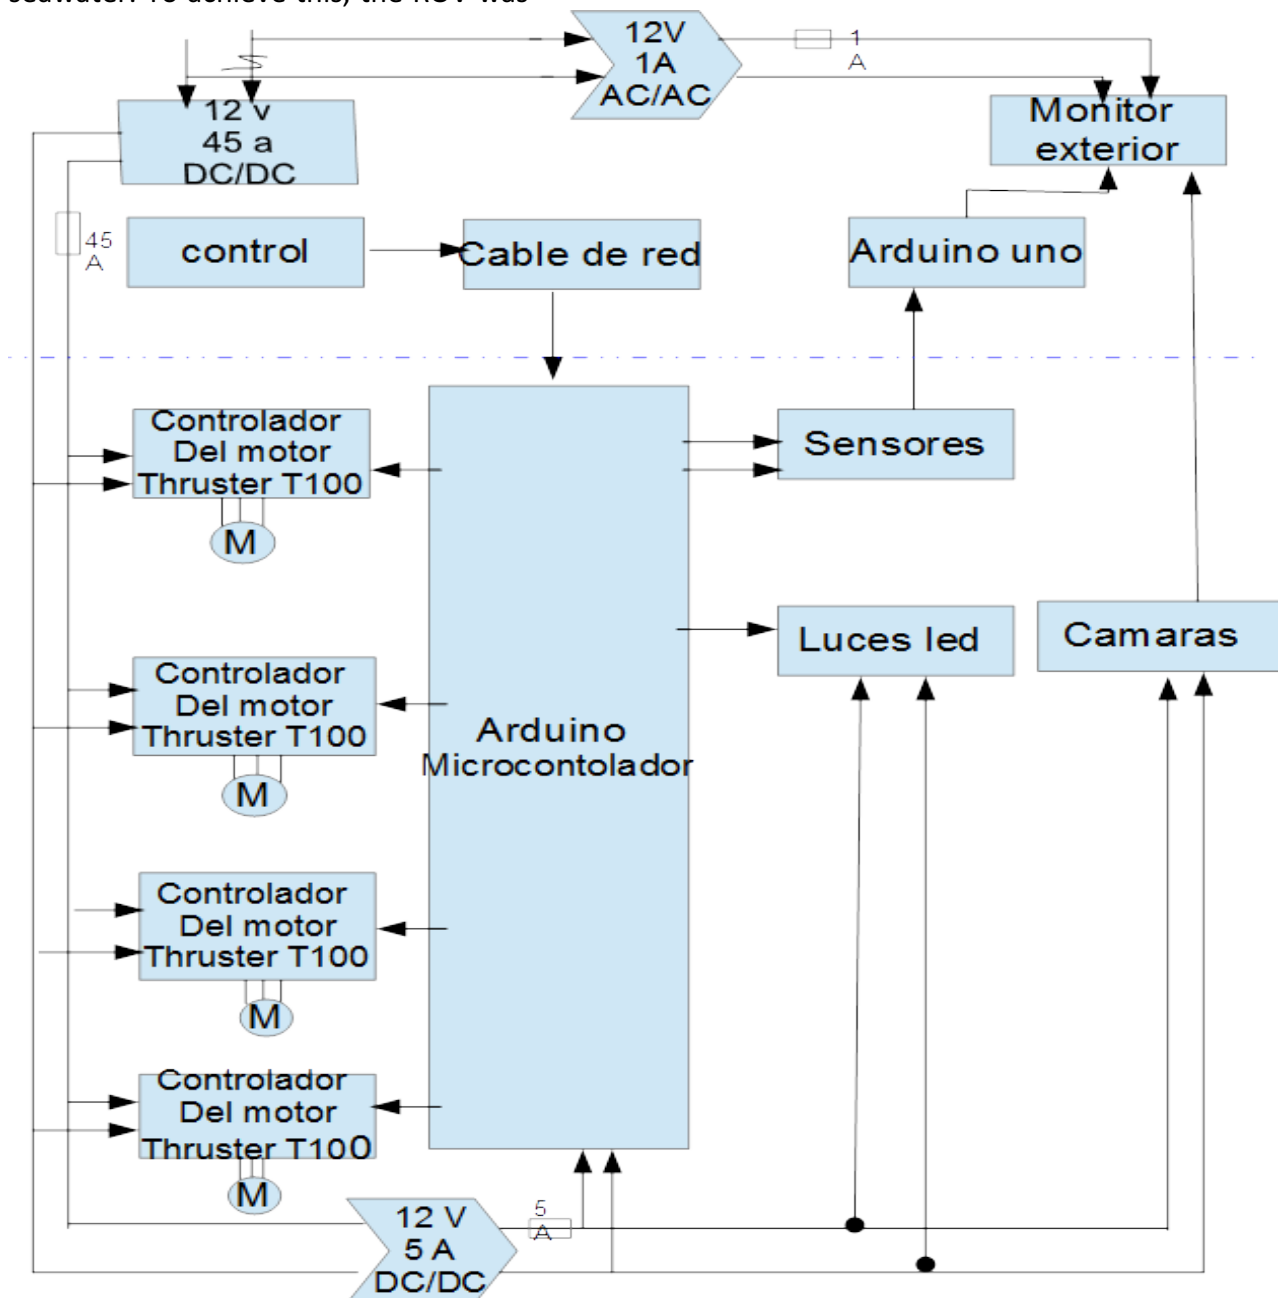 seawater. To achieve this, the ROV was
12V
1A
AC/AC
1
A
12 v
45 a
DC/DC
Monitor
exterior
45
A
control
Cable de red
Arduino uno
Controlador
Del motor
Thruster T100
M
Sensores
Luces led
Camaras
Controlador
Del motor
Thruster T100
M
Arduino
Microcontolador
Controlador
Del motor
Thruster T100
M
Controlador
Del motor
Thruster T100
M
12 V
5 A
DC/DC
5
A